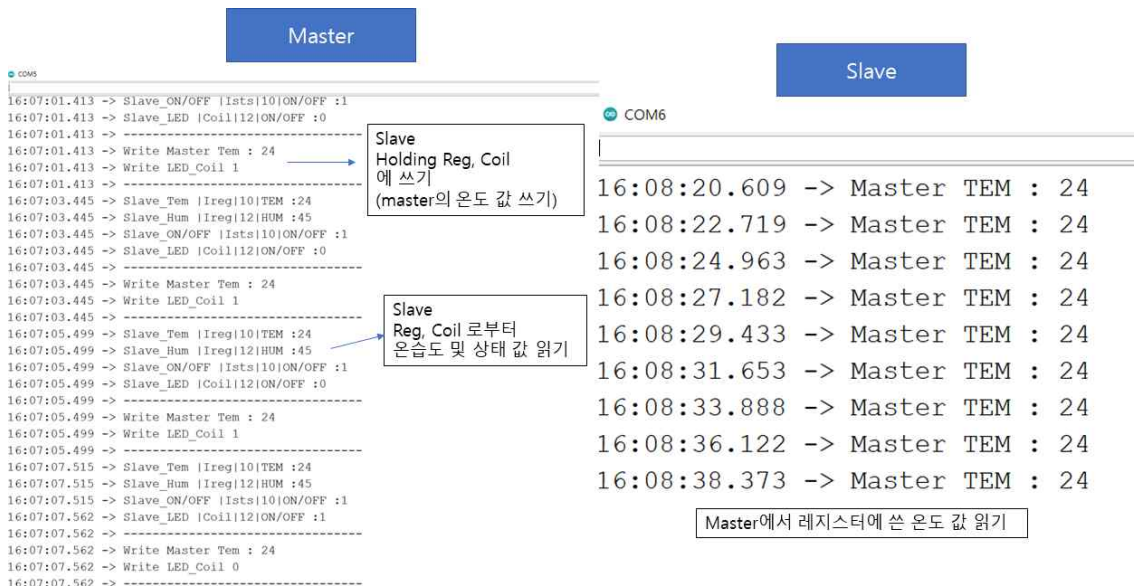 Master
COM5
16:07:01.413 -> Slave_ON/OFF |Ists|10|ON/OFF :1
16:07:01.413 -> Slave_LED |Coil|12|ON/OFF :0
16:07:01.413 -> --------------------------------
16:07:01.413 -> Write Master Tem : 24
16:07:01.413 -> Write LED_Coil 1
16:07:01.413 -> --------------------------------
16:07:03.445 -> Slave_Tem |Ireg|10|TEM :24
16:07:03.445 -> Slave_Hum |Ireg|12|HUM :45
16:07:03.445 -> Slave_ON/OFF |Ists|10|ON/OFF :1
16:07:03.445 -> Slave_LED |Coil|12|ON/OFF :0
16:07:03.445 -> --------------------------------
16:07:03.445 -> Write Master Tem : 24
16:07:03.445 -> Write LED_Coil 1
16:07:03.445 -> --------------------------------
16:07:05.499 -> Slave_Tem |Ireg|10|TEM :24
16:07:05.499 -> Slave_Hum |Ireg|12|HUM :45
16:07:05.499 -> Slave_ON/OFF |Ists|10|ON/OFF :1
16:07:05.499 -> Slave_LED |Coil|12|ON/OFF :0
16:07:05.499 -> --------------------------------
16:07:05.499 -> Write Master Tem : 24
16:07:05.499 -> Write LED_Coil 1
16:07:05.499 -> --------------------------------
16:07:07.515 -> Slave_Tem |Ireg|10|TEM :24
16:07:07.515 -> Slave_Hum |Ireg|12|HUM :45
16:07:07.515 -> Slave_ON/OFF |Ists|10|ON/OFF :1
16:07:07.562 -> Slave_LED |Coil|12|ON/OFF :1
16:07:07.562 -> --------------------------------
16:07:07.562 -> Write Master Tem : 24
16:07:07.562 -> Write LED_Coil 0
16:07:07.562 -> --------------------------------
Slave
Holding Reg, Coil
에 쓰기
(master의 온도 값 쓰기)
Slave
Reg, Coil 로부터
온습도 및 상태 값 읽기
Slave
COM6
16:08:20.609 -> Master TEM : 24
16:08:22.719 -> Master TEM : 24
16:08:24.963 -> Master TEM : 24
16:08:27.182 -> Master TEM : 24
16:08:29.433 -> Master TEM : 24
16:08:31.653 -> Master TEM : 24
16:08:33.888 -> Master TEM : 24
16:08:36.122 -> Master TEM : 24
16:08:38.373 -> Master TEM : 24
Master에서 레지스터에 쓴 온도 값 읽기